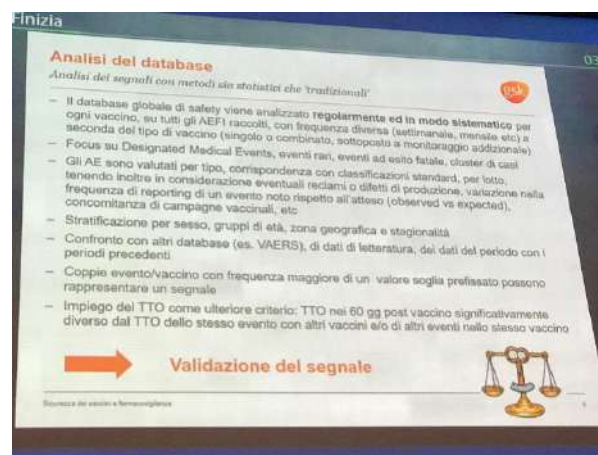 Finizia
03
Analisi del database
Analisi dei segnali con metodi sia statistici che 'tradizionali'
gsk
– Il database globale di safety viene analizzato regolarmente ed in modo sistematico per
ogni vaccino, su tutti gli AEFI raccolti, con frequenza diversa (settimanale, mensile etc) a
seconda del tipo di vaccino (singolo o combinato, sottoposto a monitoraggio addizionale)
– Focus su Designated Medical Events, eventi rari, eventi ad esito fatale, cluster di casi
– Gli AE sono valutati per tipo, corrispondenza con classificazioni standard, per lotto,
tenendo inoltre in considerazione eventuali reclami o difetti di produzione, variazione nella
frequenza di reporting di un evento noto rispetto all'atteso (observed vs expected),
concomitanza di campagne vaccinali, etc
– Stratificazione per sesso, gruppi di età, zona geografica e stagionalità
– Confronto con altri database (es. VAERS), di dati di letteratura, dei dati del periodo con i
periodi precedenti
– Coppie evento/vaccino con frequenza maggiore di un valore soglia prefissato possono
rappresentare un segnale
– Impiego del TTO come ulteriore criterio: TTO nei 60 gg post vaccino significativamente
diverso dal TTO dello stesso evento con altri vaccini e/o di altri eventi nello stesso vaccino
Validazione del segnale
Sicurezza dei vaccini e farmacovigilanza